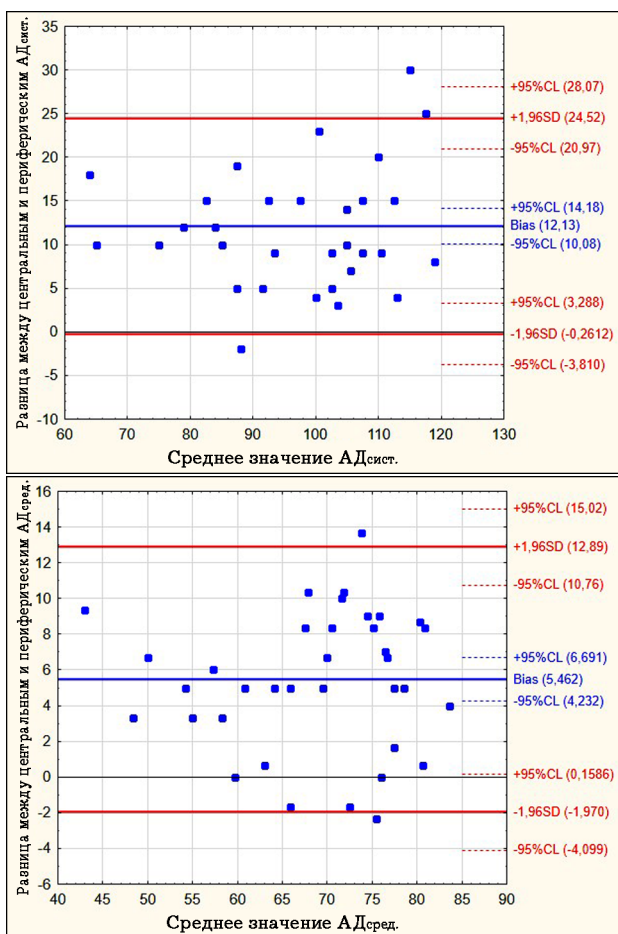 Разница между центральным и периферическим АДсист.
35
30
25
20
15
10
5
0
-5
-10
60 70 80 90 100 110 120 130
+95%CL (28,07)
+1,96SD (24,52)
-95%CL (20,97)
+95%CL (14,18)
Bias (12,13)
-95%CL (10,08)
+95%CL (3,288)
-1,96SD (-0,2612)
-95%CL (-3,810)
Среднее значение АДсист.
Разница между центральным и периферическим АДсред.
16
14
12
10
8
6
4
2
0
-2
-4
-6
40 45 50 55 60 65 70 75 80 85 90
+95%CL (15,02)
+1,96SD (12,89)
-95%CL (10,76)
+95%CL (6,691)
Bias (5,462)
-95%CL (4,232)
+95%CL (0,1586)
-1,96SD (-1,970)
-95%CL (-4,099)
Среднее значение АДсред.